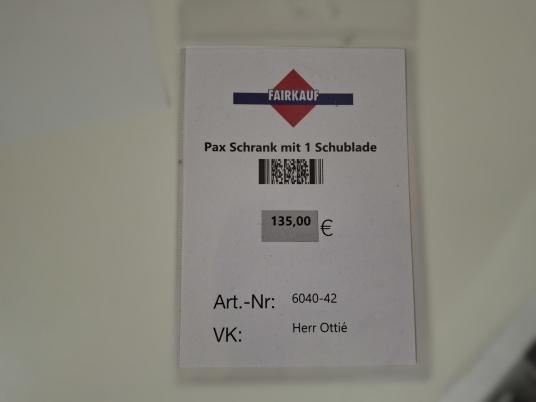 FAIRKAUF
Pax Schrank mit 1 Schublade
135,00 €
Art.-Nr: 6040-42
VK: Herr Ottié